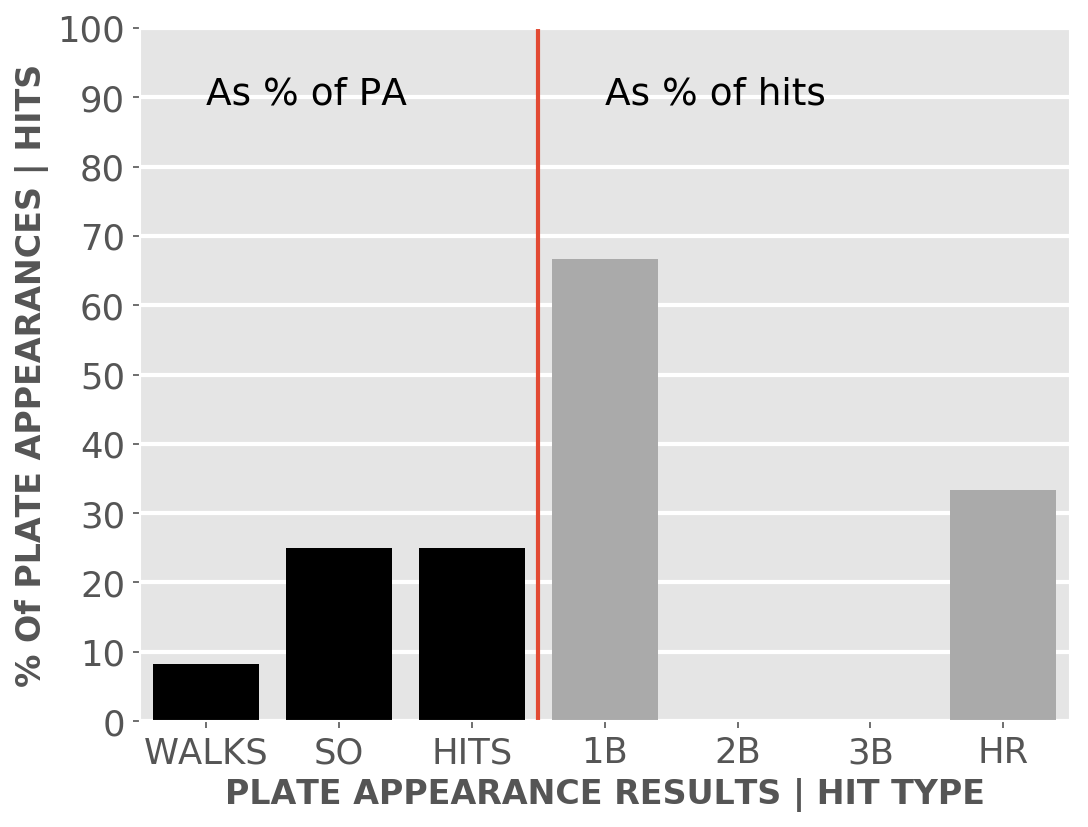 % Of PLATE APPEARANCES | HITS
100
90
80
70
60
50
40
30
20
10
0
As % of PA
As % of hits
WALKS SO HITS 1B 2B 3B HR
PLATE APPEARANCE RESULTS | HIT TYPE